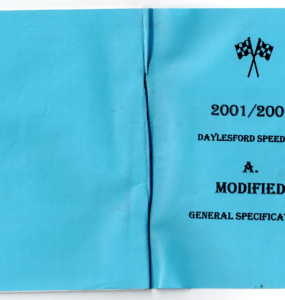 2001/200
DAYLESFORD SPEED
A.
MODIFIED
GENERAL SPECIFICAT